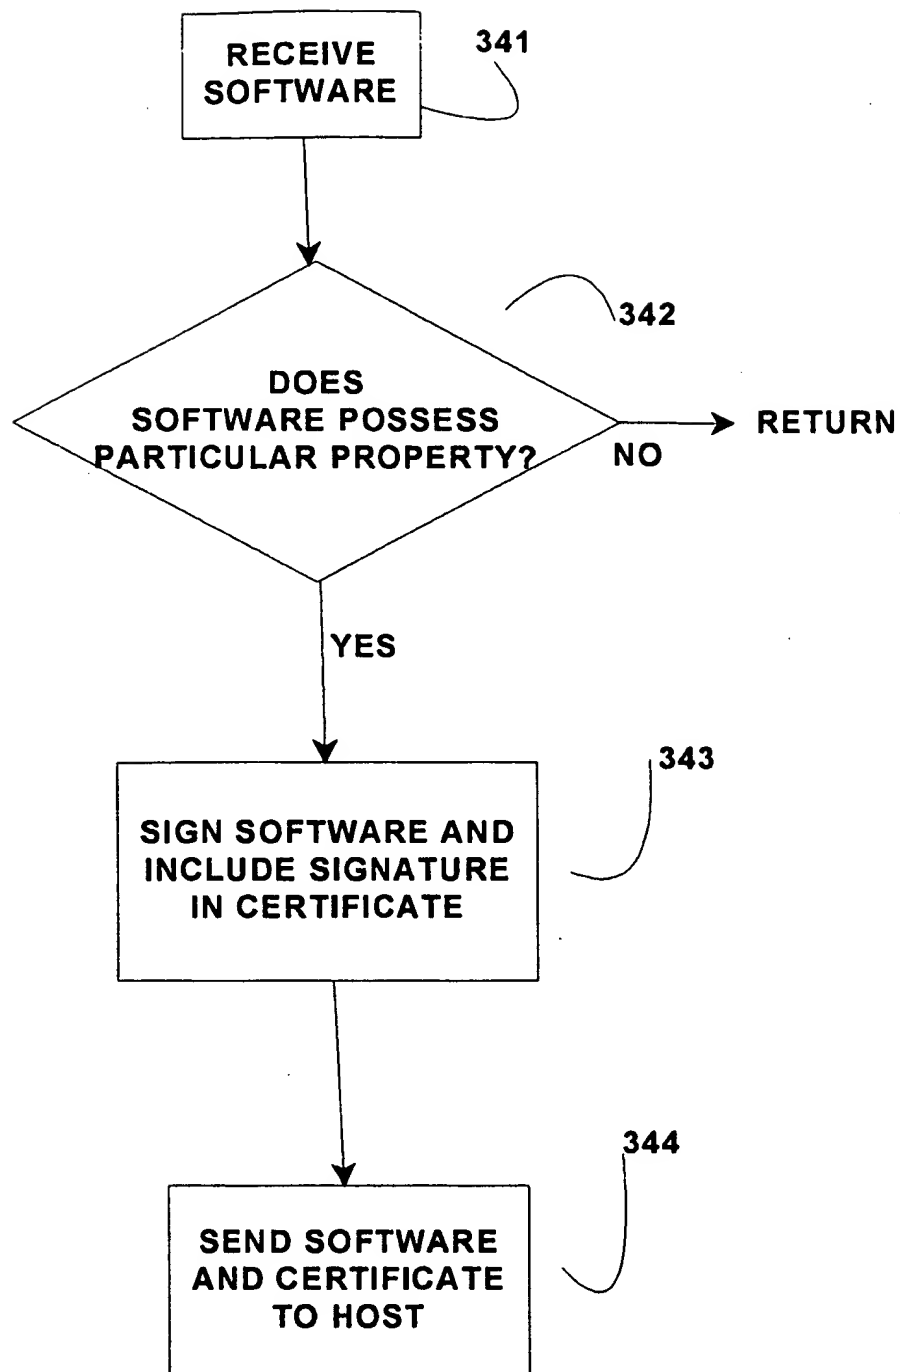 RECEIVE
SOFTWARE
341
342
DOES
SOFTWARE POSSESS
PARTICULAR PROPERTY?
RETURN
NO
YES
343
SIGN SOFTWARE AND
INCLUDE SIGNATURE
IN CERTIFICATE
344
SEND SOFTWARE
AND CERTIFICATE
TO HOST